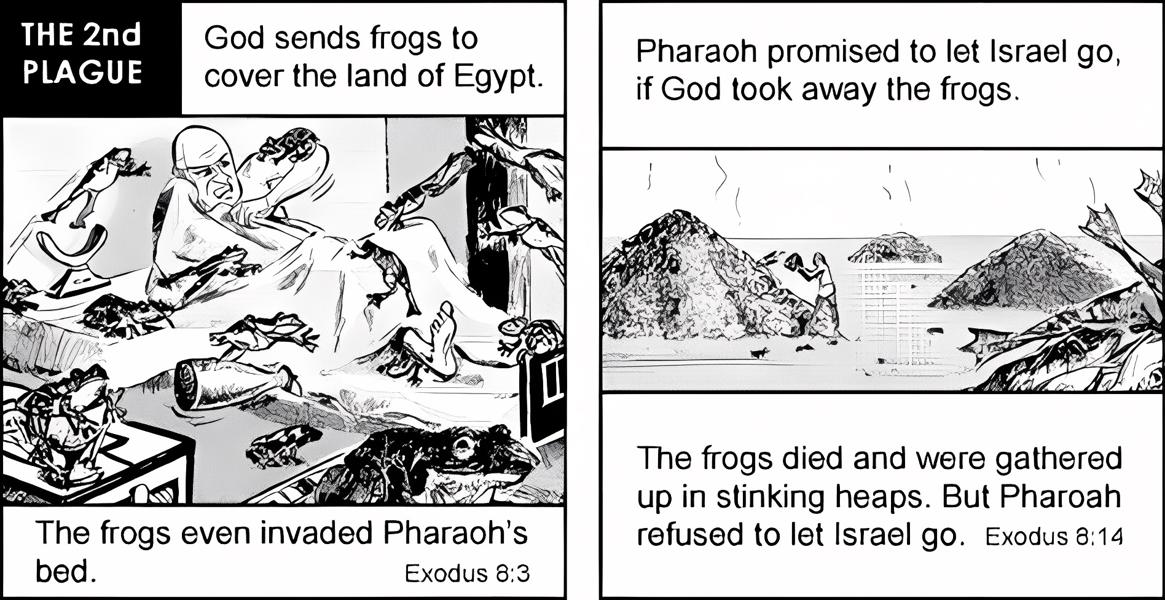 THE 2nd
PLAGUE
God sends frogs to
cover the land of Egypt.
The frogs even invaded Pharaoh's
bed.
Exodus 8:3
Pharaoh promised to let Israel go,
if God took away the frogs.
The frogs died and were gathered
up in stinking heaps. But Pharoah
refused to let Israel go. Exodus 8:14